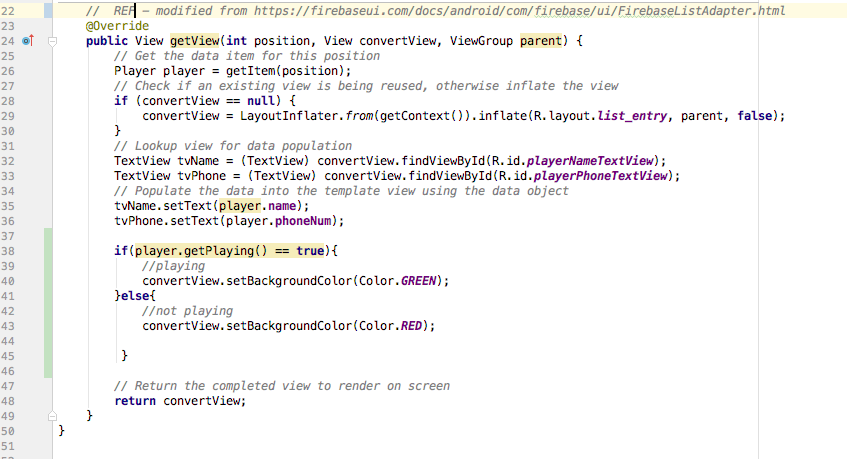 22 // REF – modified from https://firebaseui.com/docs/android/com/firebase/ui/FirebaseListAdapter.html
23 @Override
24 public View getView(int position, View convertView, ViewGroup parent) {
25 // Get the data item for this position
26 Player player = getItem(position);
27 // Check if an existing view is being reused, otherwise inflate the view
28 if (convertView == null) {
29 convertView = LayoutInflater.from(getContext()).inflate(R.layout.list_entry, parent, false);
30 }
31 // Lookup view for data population
32 TextView tvName = (TextView) convertView.findViewById(R.id.playerNameTextView);
33 TextView tvPhone = (TextView) convertView.findViewById(R.id.playerPhoneTextView);
34 // Populate the data into the template view using the data object
35 tvName.setText(player.name);
36 tvPhone.setText(player.phoneNum);
37
38 if(player.getPlaying() == true){
39 //playing
40 convertView.setBackgroundColor(Color.GREEN);
41 }else{
42 //not playing
43 convertView.setBackgroundColor(Color.RED);
44
45 }
46
47 // Return the completed view to render on screen
48 return convertView;
49 }
50 }
51